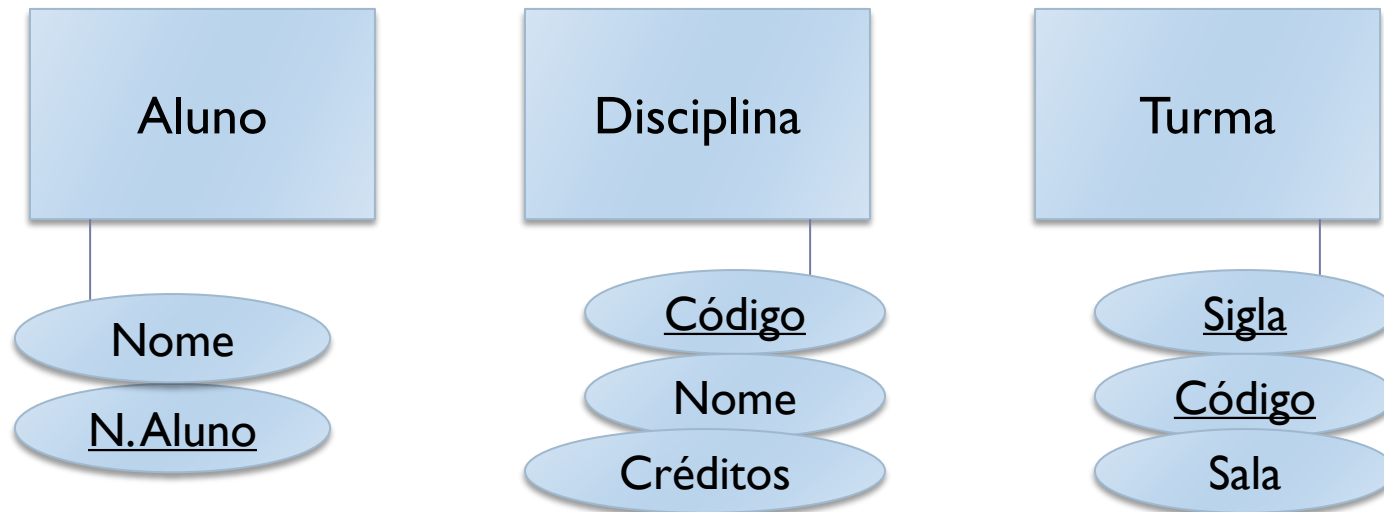 Aluno
Disciplina
Turma
Nome
N. Aluno
Código
Nome
Créditos
Sigla
Código
Sala